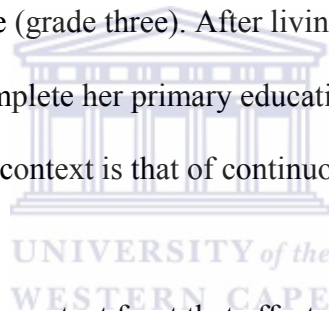 e (grade three). After livin
mplete her primary educati
context is that of continuo
UNIVERSITY of the
WESTERN CAPE